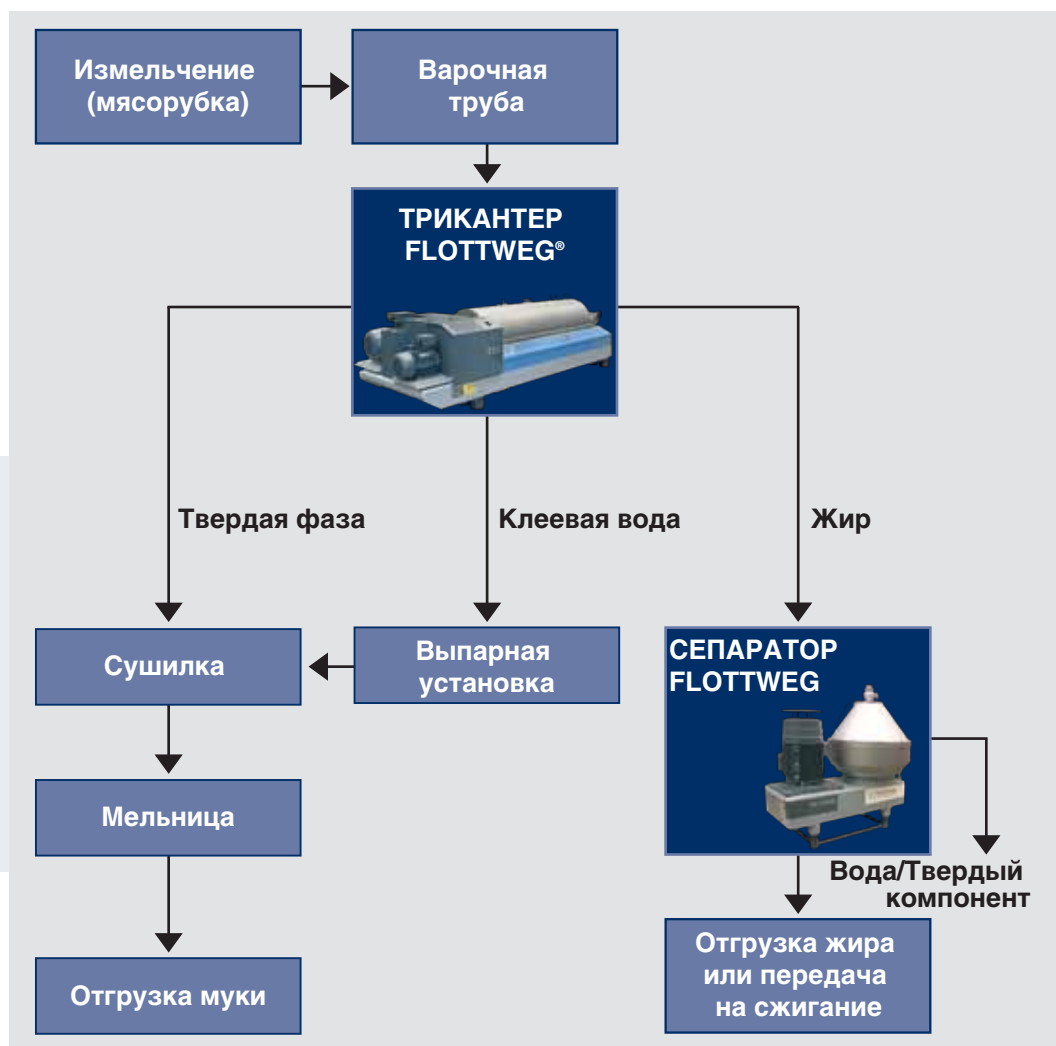 Измельчение
(мясорубка)
Варочная
труба
ТРИКАНТЕР
FLOTTWEG®
Твердая фаза
Клеевая вода
Жир
Сушилка
Выпарная
установка
СЕПАРАТОР
FLOTTWEG
Мельница
Вода/Твердый
компонент
Отгрузка муки
Отгрузка жира
или передача
на сжигание